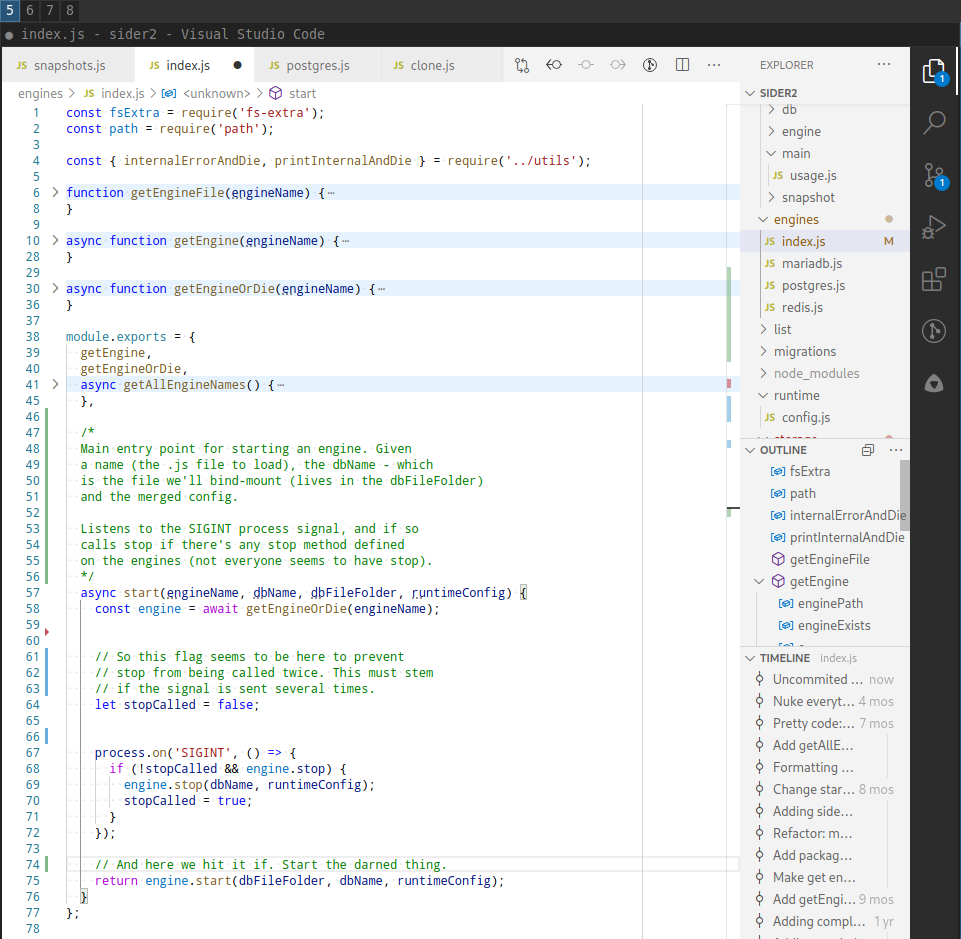 5 6 7 8
● index.js - sider2 - Visual Studio Code
JS snapshots.js JS index.js ● JS postgres.js JS clone.js ···
engines > JS index.js > <unknown> > start
1 const fsExtra = require('fs-extra');
2 const path = require('path');
3
4 const { internalErrorAndDie, printInternalAndDie } = require('../utils');
5
6 > function getEngineFile(engineName) {···
8 }
9
10 > async function getEngine(engineName) {···
28 }
29
30 > async function getEngineOrDie(engineName) {···
36 }
37
38 module.exports = {
39 getEngine,
40 getEngineOrDie,
41 > async getAllEngineNames() {···
45 },
46
47 /*
48 Main entry point for starting an engine. Given
49 a name (the .js file to load), the dbName - which
50 is the file we'll bind-mount (lives in the dbFileFolder)
51 and the merged config.
52
53 Listens to the SIGINT process signal, and if so
54 calls stop if there's any stop method defined
55 on the engines (not everyone seems to have stop).
56 */
57 async start(engineName, dbName, dbFileFolder, runtimeConfig) {
58 const engine = await getEngineOrDie(engineName);
59
60
61 // So this flag seems to be here to prevent
62 // stop from being called twice. This must stem
63 // if the signal is sent several times.
64 let stopCalled = false;
65
66
67 process.on('SIGINT', () => {
68 if (!stopCalled && engine.stop) {
69 engine.stop(dbName, runtimeConfig);
70 stopCalled = true;
71 }
72 });
73
74 // And here we hit it if. Start the darned thing.
75 return engine.start(dbFileFolder, dbName, runtimeConfig);
76 }
77 };
78
EXPLORER ···
SIDER2
> db
> engine
main
JS usage.js
> snapshot
engines ●
JS index.js M
JS mariadb.js
JS postgres.js
JS redis.js
> list
> migrations
> node_modules
runtime
JS config.js
OUTLINE ···
fsExtra
path
internalErrorAndDie
printInternalAndDie
getEngineFile
getEngine
enginePath
engineExists
TIMELINE index.js
Uncommited ... now
Nuke everyt... 4 mos
Pretty code:... 7 mos
Add getAllE...
Formatting ...
Change star... 8 mos
Adding side...
Refactor: m...
Add packag...
Make get en...
Add getEngi... 9 mos
Adding compl... 1 yr
1
1